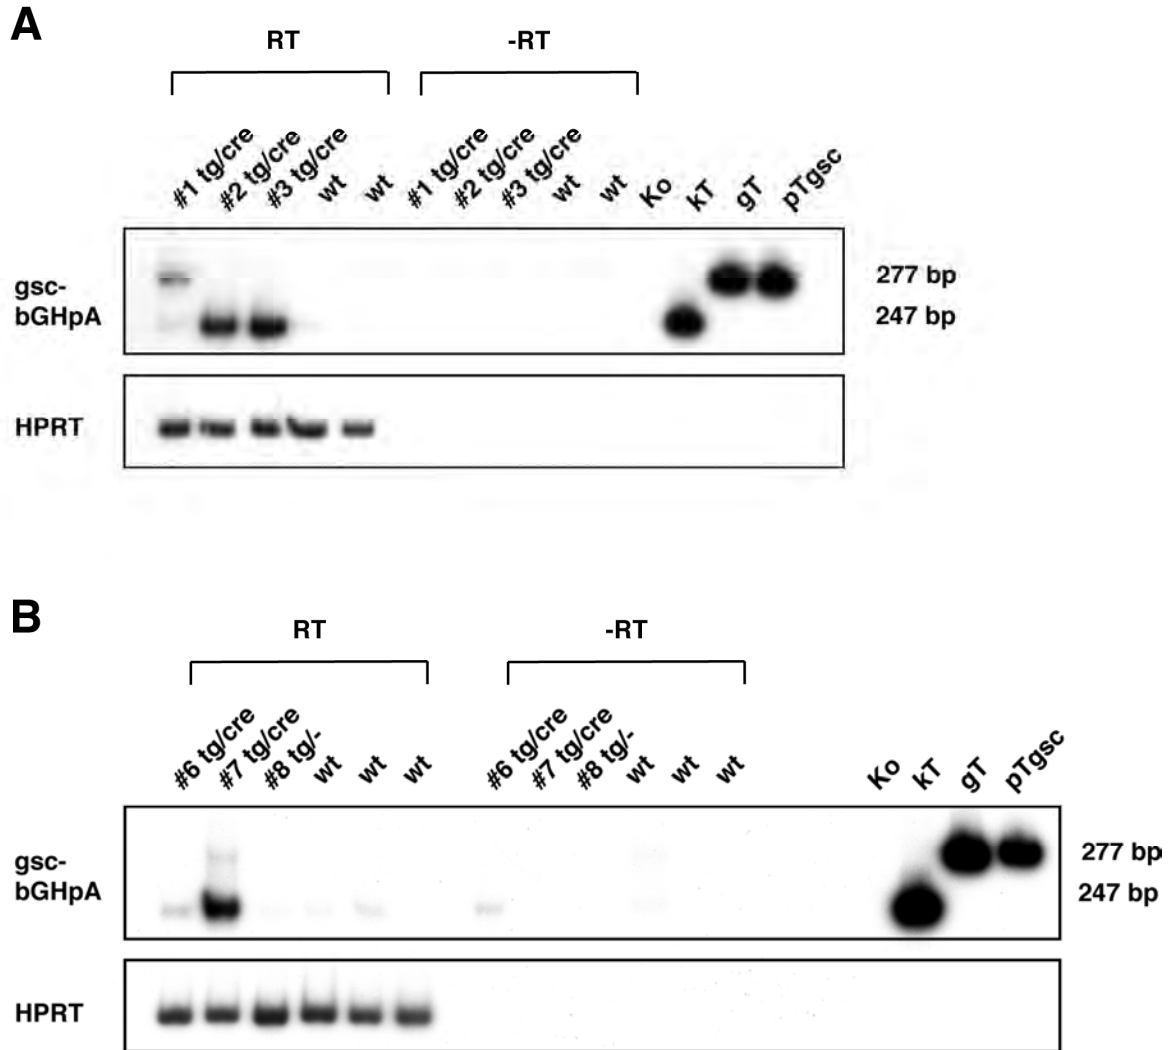 A
RT -RT
#1 tg/cre #2 tg/cre #3 tg/cre wt wt #1 tg/cre #2 tg/cre #3 tg/cre wt wt Ko kT gT pTgsc
gsc-
bGHpA
277 bp
247 bp
HPRT
B
RT -RT
#6 tg/cre #7 tg/cre #8 tg/- wt wt wt #6 tg/cre #7 tg/cre #8 tg/- wt wt wt Ko kT gT pTgsc
gsc-
bGHpA
277 bp
247 bp
HPRT